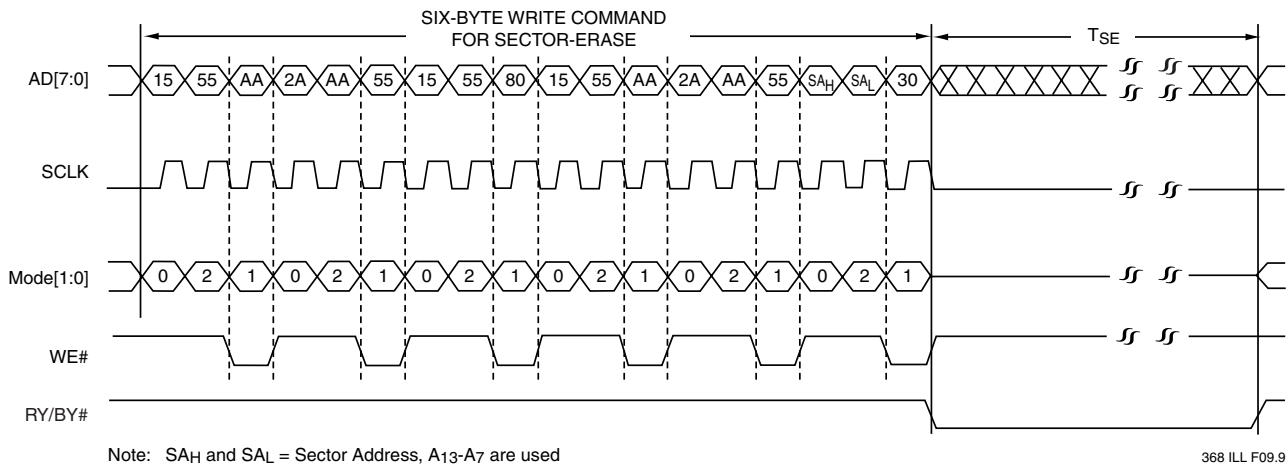 SIX-BYTE WRITE COMMAND
FOR SECTOR-ERASE
TSE
AD[7:0] 15 55 AA 2A AA 55 15 55 80 15 55 AA 2A AA 55 SAH SAL 30
SCLK
Mode[1:0] 0 2 1 0 2 1 0 2 1 0 2 1 0 2 1 0 2 1
WE#
RY/BY#
Note: SAH and SAL = Sector Address, A13-A7 are used
368 ILL F09.9